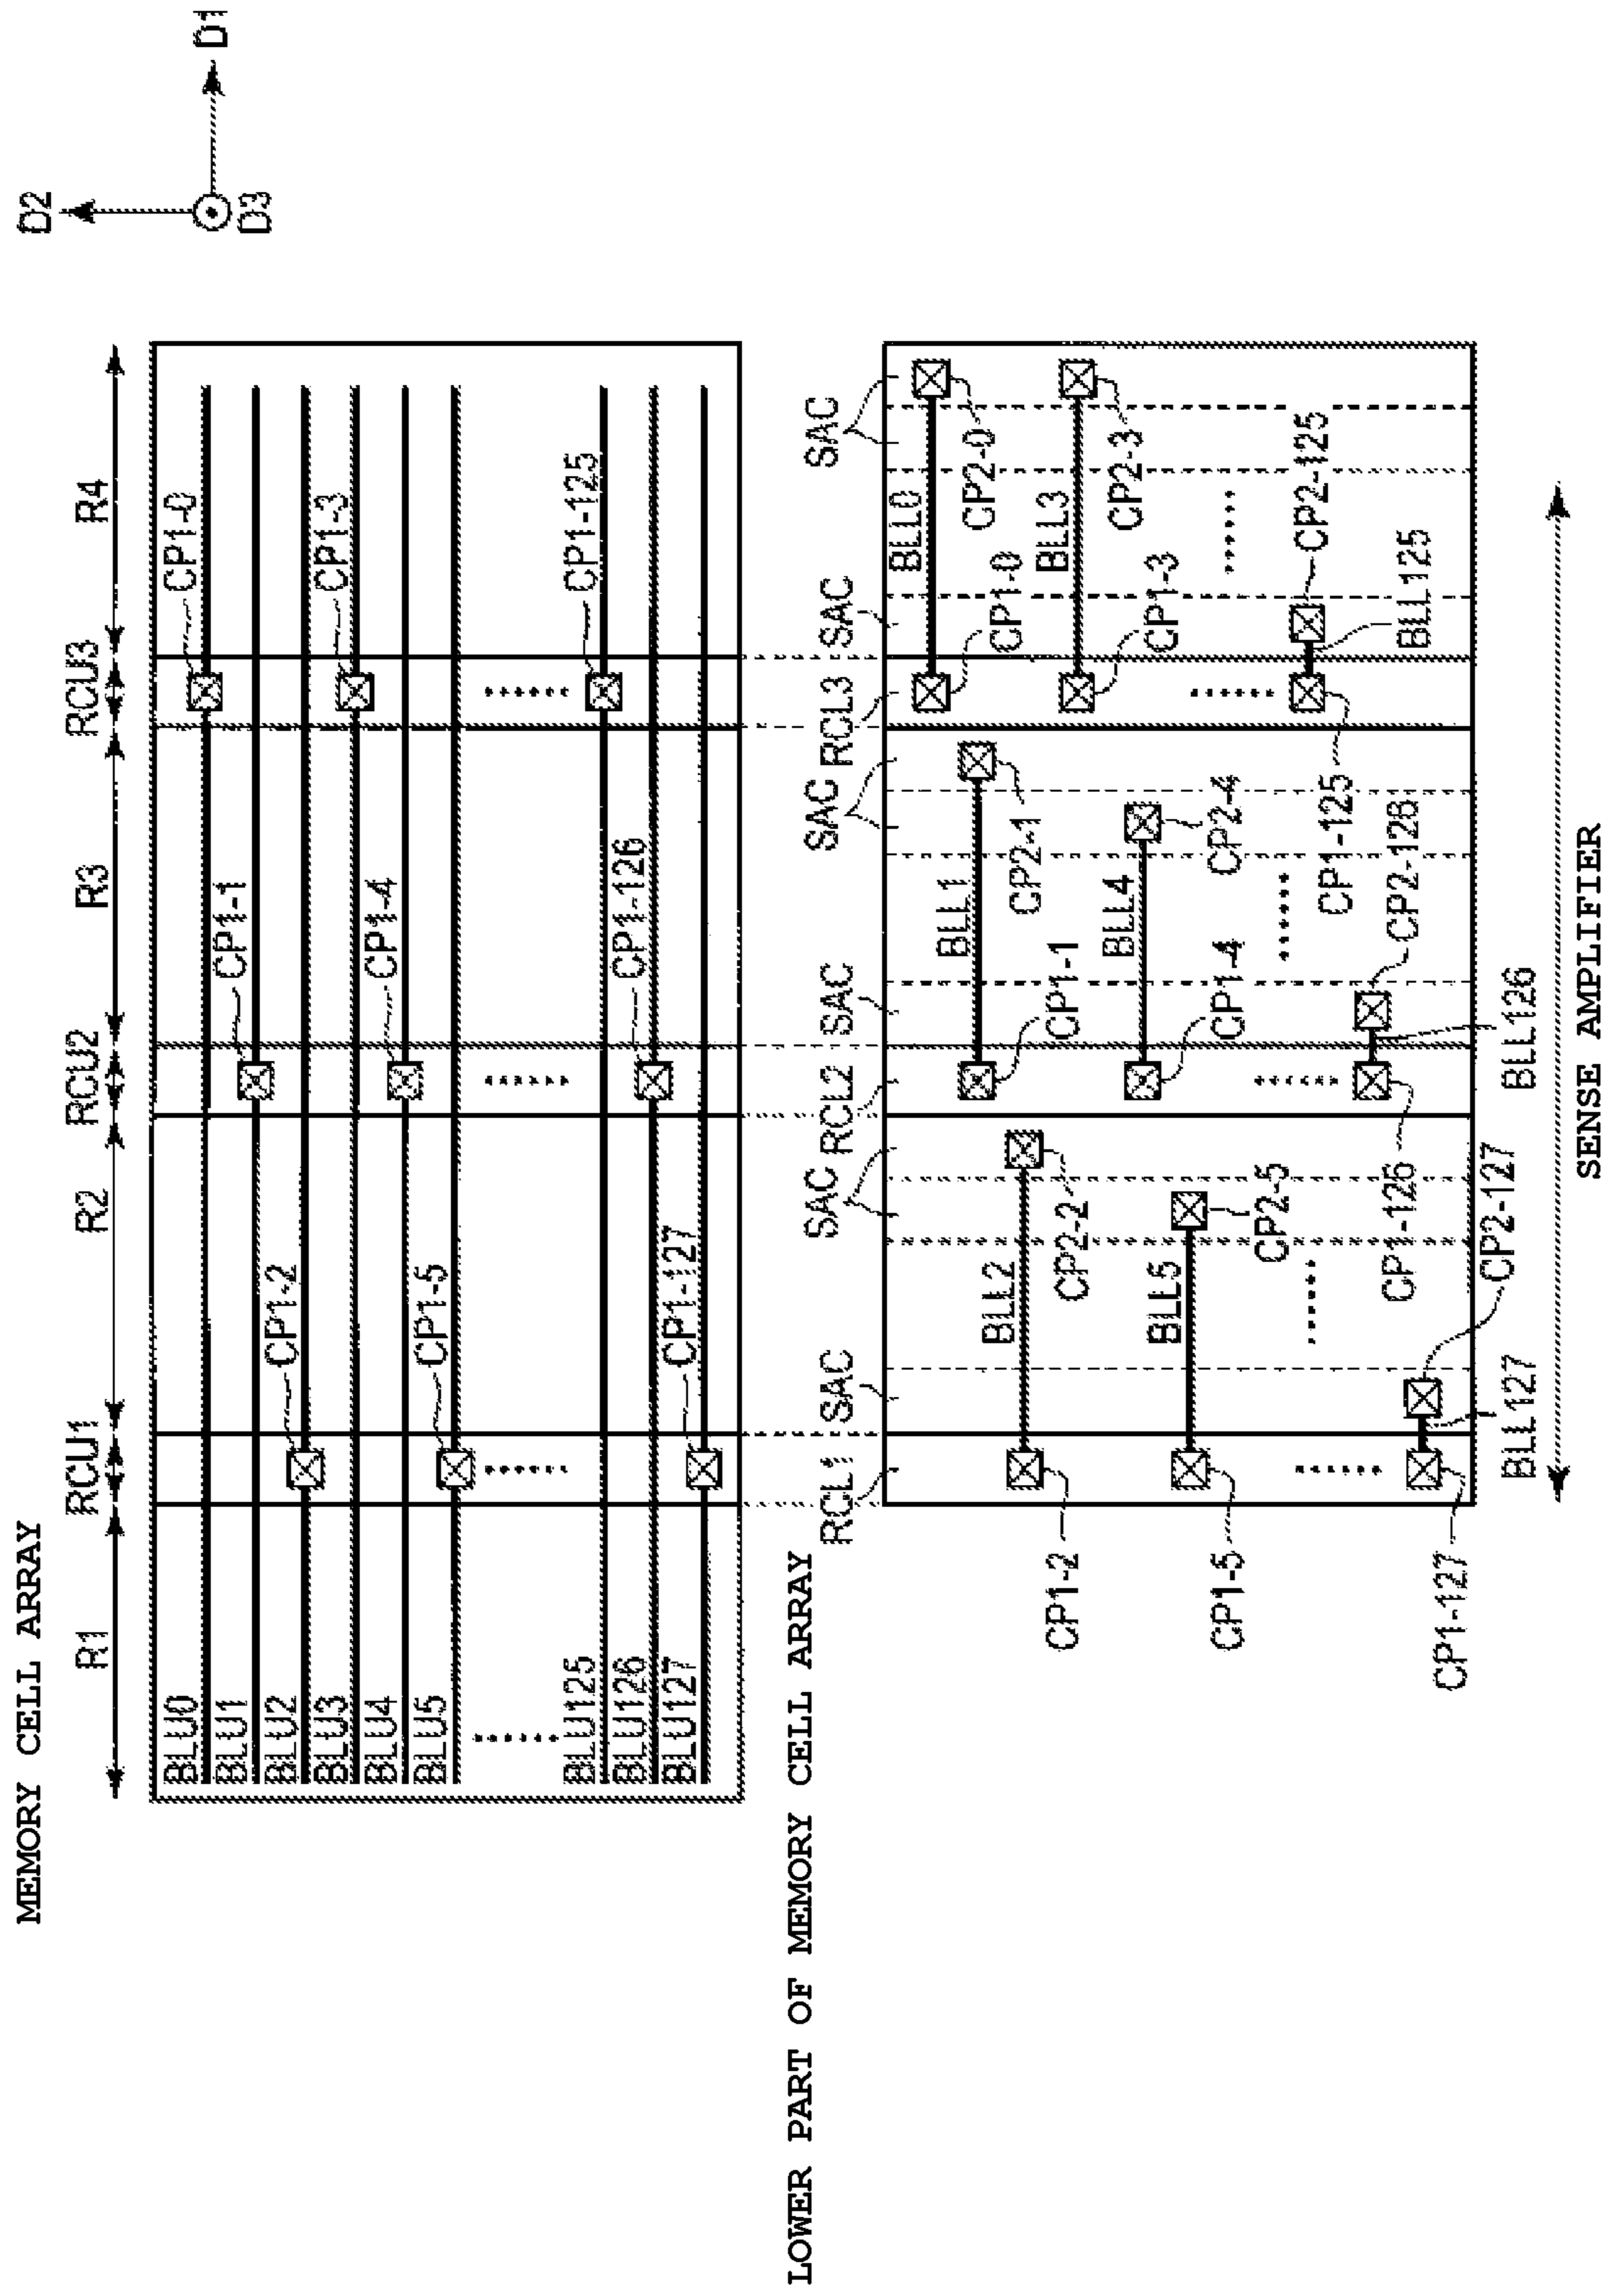 MEMORY CELL ARRAY
R1
RCU1
R2
RCU2
R3
RCU3
R4
D2
D1
D3
BLU0
BLU1
BLU2
BLU3
BLU4
BLU5
BLU125
BLU126
BLU127
CP1-0
CP1-1
CP1-2
CP1-3
CP1-4
CP1-5
CP1-125
CP1-126
CP1-127
LOWER PART OF MEMORY CELL ARRAY
RCL1
SAC
SAC
RCL2
SAC
SAC
RCL3
SAC
SAC
BLL0
CP2-0
CP1-0
BLL1
CP2-1
CP1-1
BLL2
CP2-2
CP1-2
BLL3
CP2-3
CP1-3
BLL4
CP2-4
CP1-4
BLL5
CP2-5
CP1-5
CP2-125
CP1-125
BLL125
CP2-126
CP1-126
BLL126
CP2-127
CP1-127
BLL127
SENSE AMPLIFIER